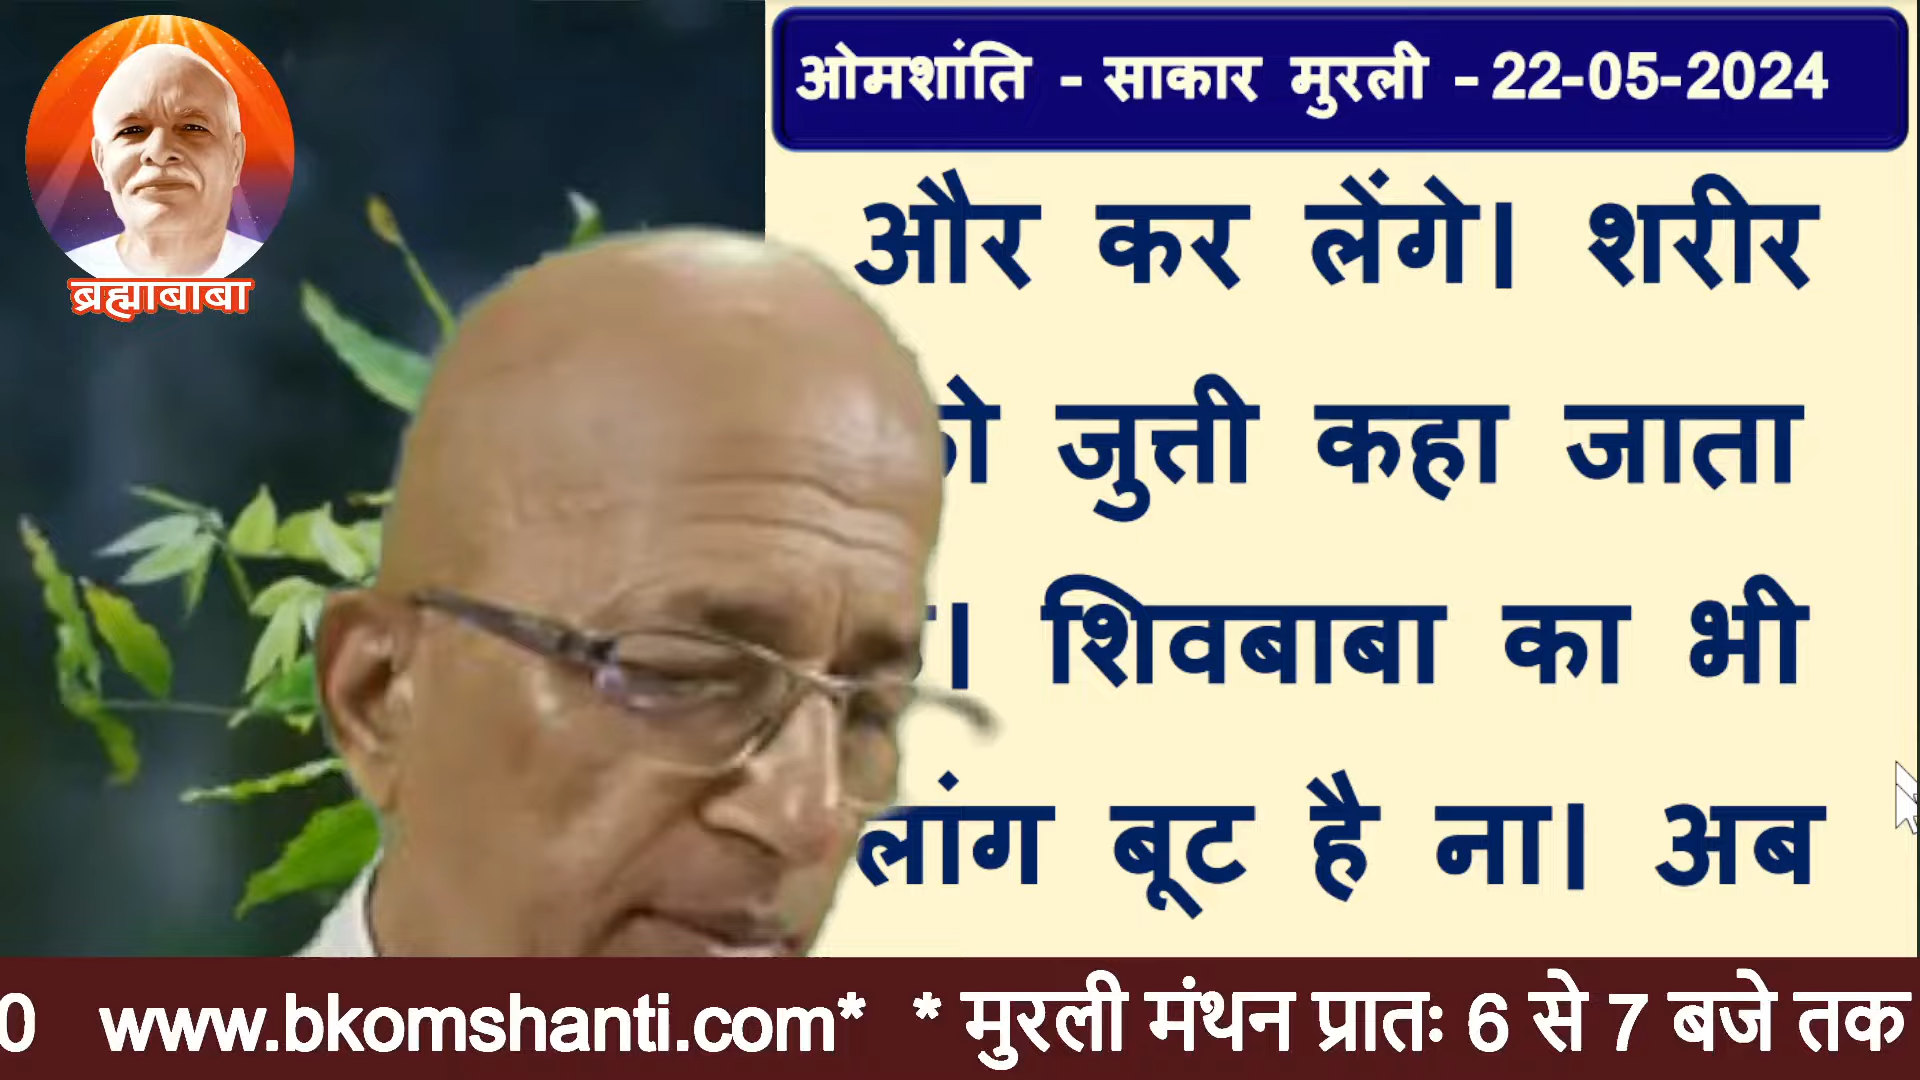 ब्रह्माबाबा
ओमशांति - साकार मुरली - 22-05-2024
और कर लेंगे। शरीर
जुत्ती कहा जाता
शिवबाबा का भी
लांग बूट है ना। अब
0 www.bkomshanti.com* * मुरली मंथन प्रातः 6 से 7 बजे तक